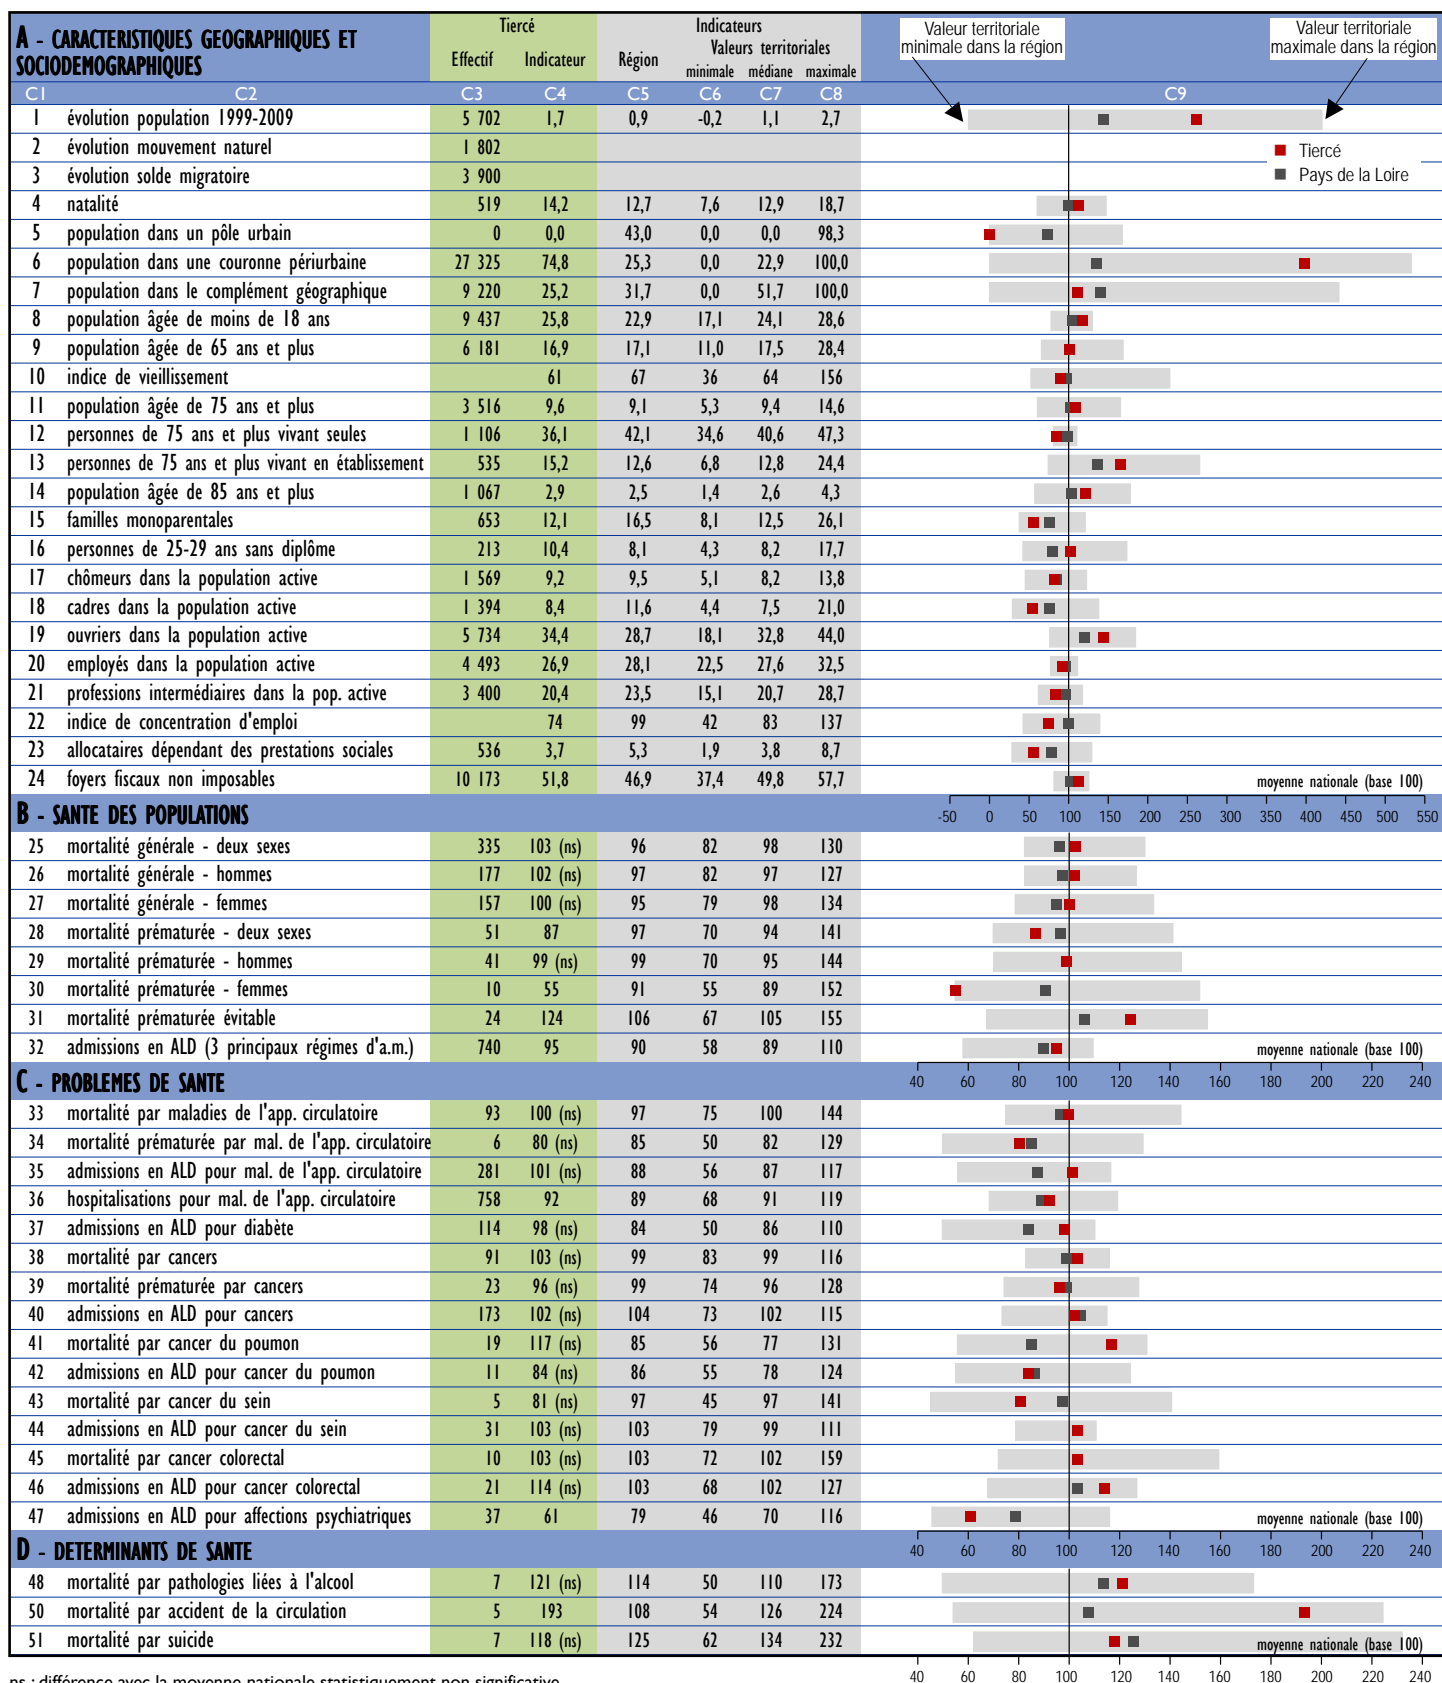 A - CARACTERISTIQUES GEOGRAPHIQUES ET SOCIODEMOGRAPHIQUES
Tiercé
Indicateurs
Effectif Indicateur Région Valeurs territoriales
minimale médiane maximale
Valeur territoriale minimale dans la région
Valeur territoriale maximale dans la région
C1 C2 C3 C4 C5 C6 C7 C8 C9
1 évolution population 1999-2009 5 702 1,7 0,9 -0,2 1,1 2,7
2 évolution mouvement naturel 1 802
Tiercé
3 évolution solde migratoire 3 900
Pays de la Loire
4 natalité 519 14,2 12,7 7,6 12,9 18,7
5 population dans un pôle urbain 0 0,0 43,0 0,0 0,0 98,3
6 population dans une couronne périurbaine 27 325 74,8 25,3 0,0 22,9 100,0
7 population dans le complément géographique 9 220 25,2 31,7 0,0 51,7 100,0
8 population âgée de moins de 18 ans 9 437 25,8 22,9 17,1 24,1 28,6
9 population âgée de 65 ans et plus 6 181 16,9 17,1 11,0 17,5 28,4
10 indice de vieillissement 61 67 36 64 156
11 population âgée de 75 ans et plus 3 516 9,6 9,1 5,3 9,4 14,6
12 personnes de 75 ans et plus vivant seules 1 106 36,1 42,1 34,6 40,6 47,3
13 personnes de 75 ans et plus vivant en établissement 535 15,2 12,6 6,8 12,8 24,4
14 population âgée de 85 ans et plus 1 067 2,9 2,5 1,4 2,6 4,3
15 familles monoparentales 653 12,1 16,5 8,1 12,5 26,1
16 personnes de 25-29 ans sans diplôme 213 10,4 8,1 4,3 8,2 17,7
17 chômeurs dans la population active 1 569 9,2 9,5 5,1 8,2 13,8
18 cadres dans la population active 1 394 8,4 11,6 4,4 7,5 21,0
19 ouvriers dans la population active 5 734 34,4 28,7 18,1 32,8 44,0
20 employés dans la population active 4 493 26,9 28,1 22,5 27,6 32,5
21 professions intermédiaires dans la pop. active 3 400 20,4 23,5 15,1 20,7 28,7
22 indice de concentration d'emploi 74 99 42 83 137
23 allocataires dépendant des prestations sociales 536 3,7 5,3 1,9 3,8 8,7
24 foyers fiscaux non imposables 10 173 51,8 46,9 37,4 49,8 57,7 moyenne nationale (base 100)
B - SANTE DES POPULATIONS -50 0 50 100 150 200 250 300 350 400 450 500 550
25 mortalité générale - deux sexes 335 103 (ns) 96 82 98 130
26 mortalité générale - hommes 177 102 (ns) 97 82 97 127
27 mortalité générale - femmes 157 100 (ns) 95 79 98 134
28 mortalité prématurée - deux sexes 51 87 97 70 94 141
29 mortalité prématurée - hommes 41 99 (ns) 99 70 95 144
30 mortalité prématurée - femmes 10 55 91 55 89 152
31 mortalité prématurée évitable 24 124 106 67 105 155
32 admissions en ALD (3 principaux régimes d'a.m.) 740 95 90 58 89 110 moyenne nationale (base 100)
C - PROBLEMES DE SANTE 40 60 80 100 120 140 160 180 200 220 240
33 mortalité par maladies de l'app. circulatoire 93 100 (ns) 97 75 100 144
34 mortalité prématurée par mal. de l'app. circulatoire 6 80 (ns) 85 50 82 129
35 admissions en ALD pour mal. de l'app. circulatoire 281 101 (ns) 88 56 87 117
36 hospitalisations pour mal. de l'app. circulatoire 758 92 89 68 91 119
37 admissions en ALD pour diabète 114 98 (ns) 84 50 86 110
38 mortalité par cancers 91 103 (ns) 99 83 99 116
39 mortalité prématurée par cancers 23 96 (ns) 99 74 96 128
40 admissions en ALD pour cancers 173 102 (ns) 104 73 102 115
41 mortalité par cancer du poumon 19 117 (ns) 85 56 77 131
42 admissions en ALD pour cancer du poumon 11 84 (ns) 86 55 78 124
43 mortalité par cancer du sein 5 81 (ns) 97 45 97 141
44 admissions en ALD pour cancer du sein 31 103 (ns) 103 79 99 111
45 mortalité par cancer colorectal 10 103 (ns) 103 72 102 159
46 admissions en ALD pour cancer colorectal 21 114 (ns) 103 68 102 127
47 admissions en ALD pour affections psychiatriques 37 61 79 46 70 116 moyenne nationale (base 100)
D - DETERMINANTS DE SANTE 40 60 80 100 120 140 160 180 200 220 240
48 mortalité par pathologies liées à l'alcool 7 121 (ns) 114 50 110 173
50 mortalité par accident de la circulation 5 193 108 54 126 224
51 mortalité par suicide 7 118 (ns) 125 62 134 232 moyenne nationale (base 100)
40 60 80 100 120 140 160 180 200 220 240
ns : différence avec la moyenne nationale statistiquement non significative